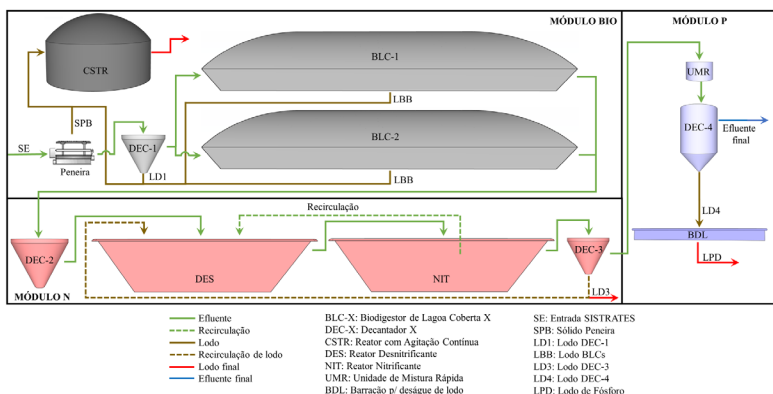 MÓDULO BIO
MÓDULO P
BLC-1
CSTR
UMR
LBB
SPB
BLC-2
DEC-4
Efluente
final
SE
DEC-1
Peneira
LD1
LBB
LD4
Recirculação
BDL
DEC-2
DEC-3
LPD
DES
NIT
MÓDULO N
LD3
Efluente
Recirculação
Lodo
Recirculação de lodo
Lodo final
Efluente final
BLC-X: Biodigestor de Lagoa Coberta X
DEC-X: Decantador X
CSTR: Reator com Agitação Contínua
DES: Reator Desnitrificante
NIT: Reator Nitrificante
UMR: Unidade de Mistura Rápida
BDL: Barracão p/ deságue de lodo
SE: Entrada SISTRATES
SPB: Sólido Peneira
LD1: Lodo DEC-1
LBB: Lodo BLCs
LD3: Lodo DEC-3
LD4: Lodo DEC-4
LPD: Lodo de Fósforo